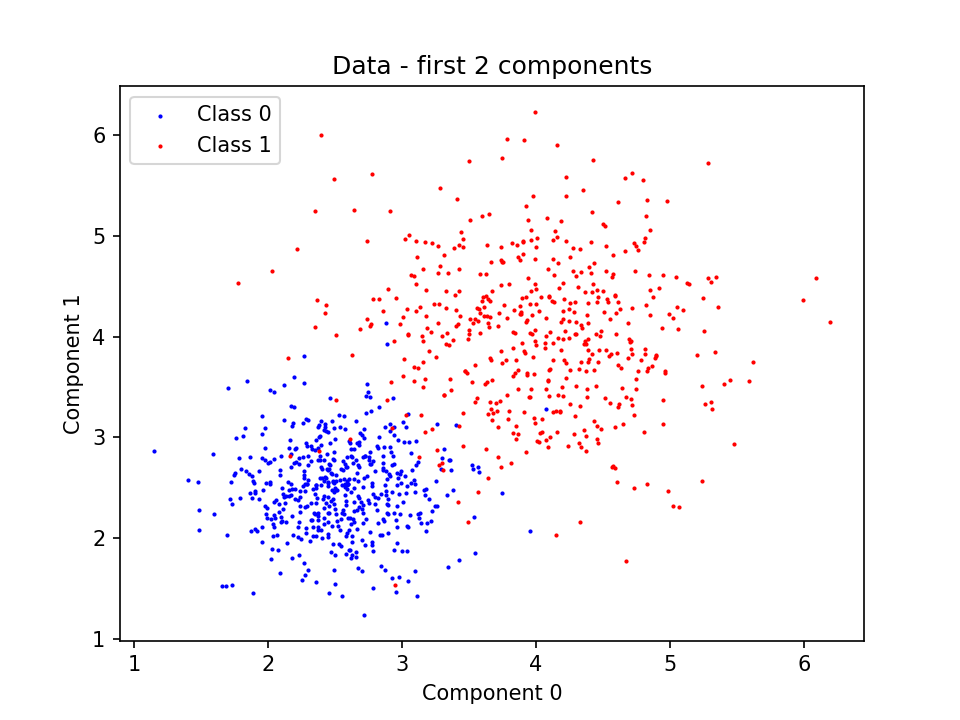 Data - first 2 components
Class 0
Class 1
6
5
4
3
2
1
Component 1
1 2 3 4 5 6
Component 0